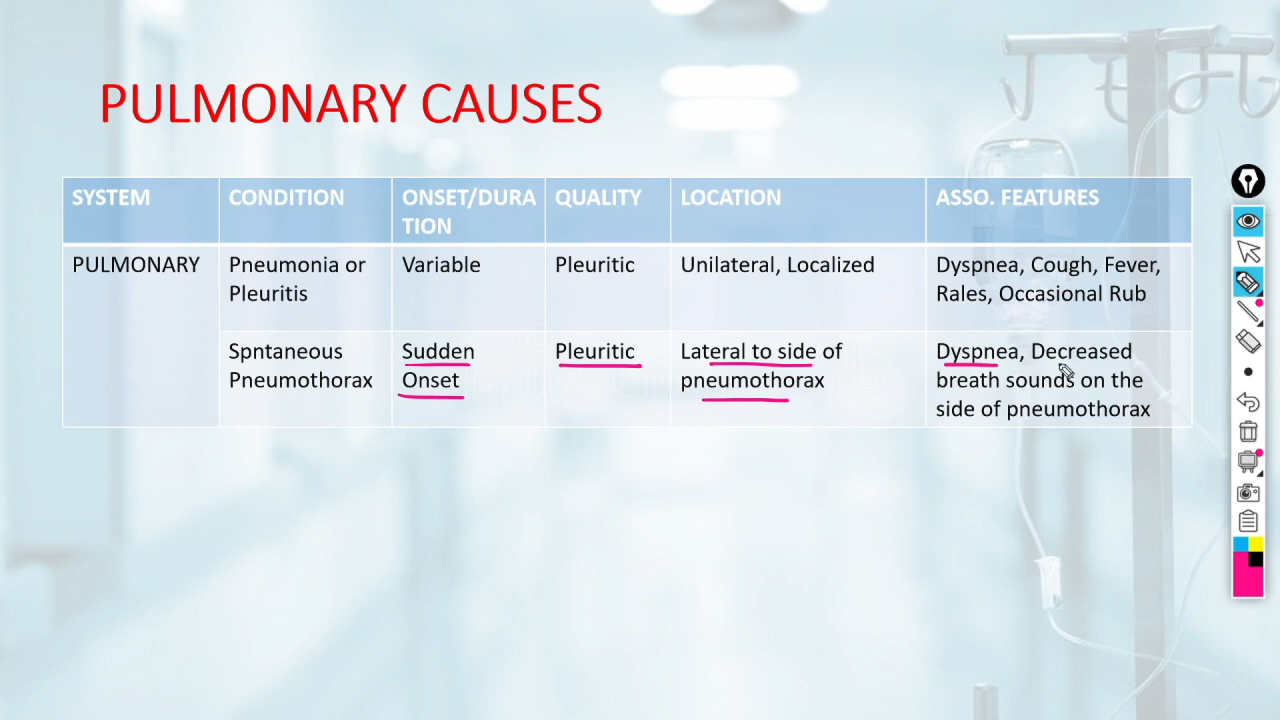 PULMONARY CAUSES
SYSTEM
CONDITION
ONSET/DURA
TION
QUALITY
LOCATION
ASSO. FEATURES
PULMONARY
Pneumonia or
Pleuritis
Variable
Pleuritic
Unilateral, Localized
Dyspnea, Cough, Fever,
Rales, Occasional Rub
Spntaneous
Pneumothorax
Sudden
Onset
Pleuritic
Lateral to side of
pneumothorax
Dyspnea, Decreased
breath sounds on the
side of pneumothorax